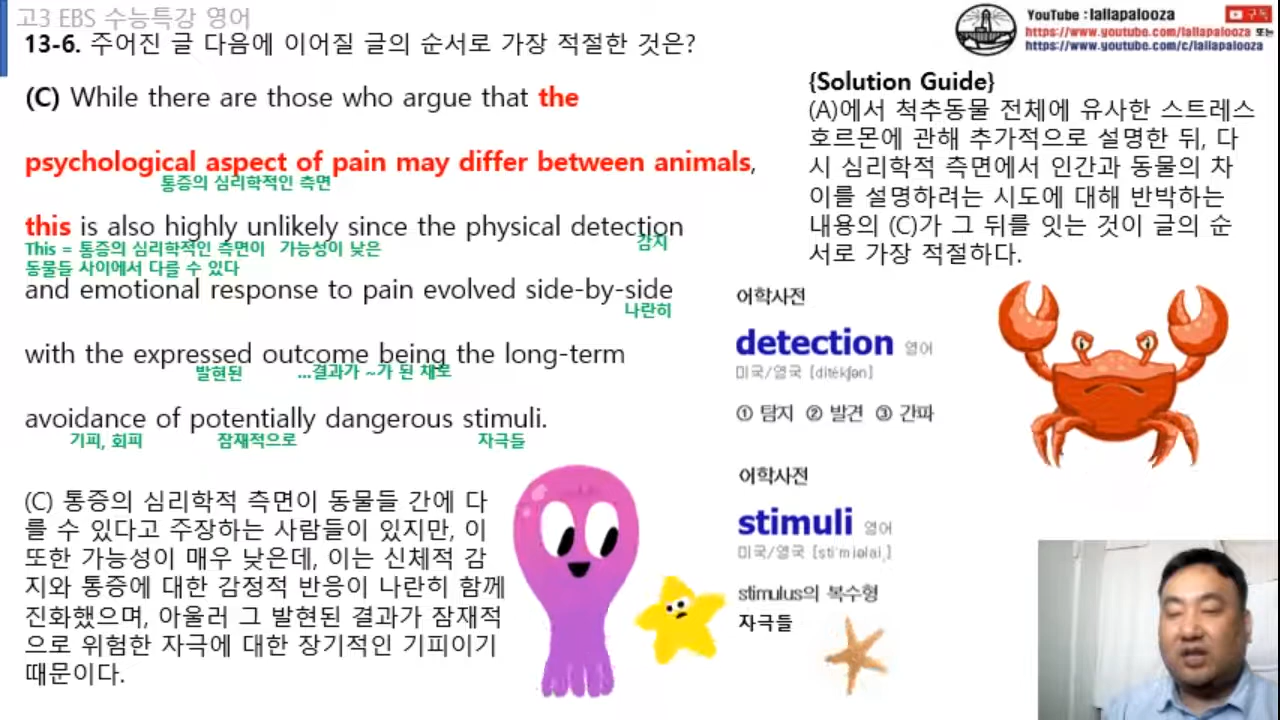 고3 EBS 수능특강 영어
13-6. 주어진 글 다음에 이어질 글의 순서로 가장 적절한 것은?
YouTube : lallapalooza
구독
https://www.youtube.com/lallapalooza 또는
https://www.youtube.com/c/lallapalooza
(C) While there are those who argue that the
psychological aspect of pain may differ between animals,
통증의 심리학적인 측면
this is also highly unlikely since the physical detection
This = 통증의 심리학적인 측면이 가능성이 낮은 감지
동물들 사이에서 다를 수 있다
and emotional response to pain evolved side-by-side
나란히
with the expressed outcome being the long-term
발현된 ...결과가 ~가 된 채로
avoidance of potentially dangerous stimuli.
기피, 회피 잠재적으로 자극들
(C) 통증의 심리학적 측면이 동물들 간에 다
를 수 있다고 주장하는 사람들이 있지만, 이
또한 가능성이 매우 낮은데, 이는 신체적 감
지와 통증에 대한 감정적 반응이 나란히 함께
진화했으며, 아울러 그 발현된 결과가 잠재적
으로 위험한 자극에 대한 장기적인 기피이기
때문이다.
{Solution Guide}
(A)에서 척추동물 전체에 유사한 스트레스
호르몬에 관해 추가적으로 설명한 뒤, 다
시 심리학적 측면에서 인간과 동물의 차
이를 설명하려는 시도에 대해 반박하는
내용의 (C)가 그 뒤를 잇는 것이 글의 순
서로 가장 적절하다.
어학사전
detection 영어
미국/영국 [ditékʃən]
① 탐지 ② 발견 ③ 간파
어학사전
stimuli 영어
미국/영국 [stiˈmiəlaiˌ]
stimulus의 복수형
자극들